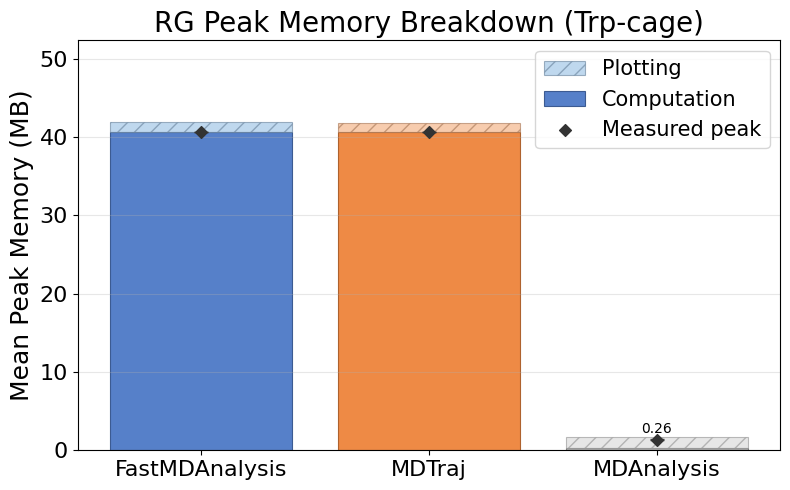 RG Peak Memory Breakdown (Trp-cage)
Mean Peak Memory (MB)
50
40
30
20
10
0
Plotting
Computation
Measured peak
0.26
FastMDAnalysis
MDTraj
MDAnalysis